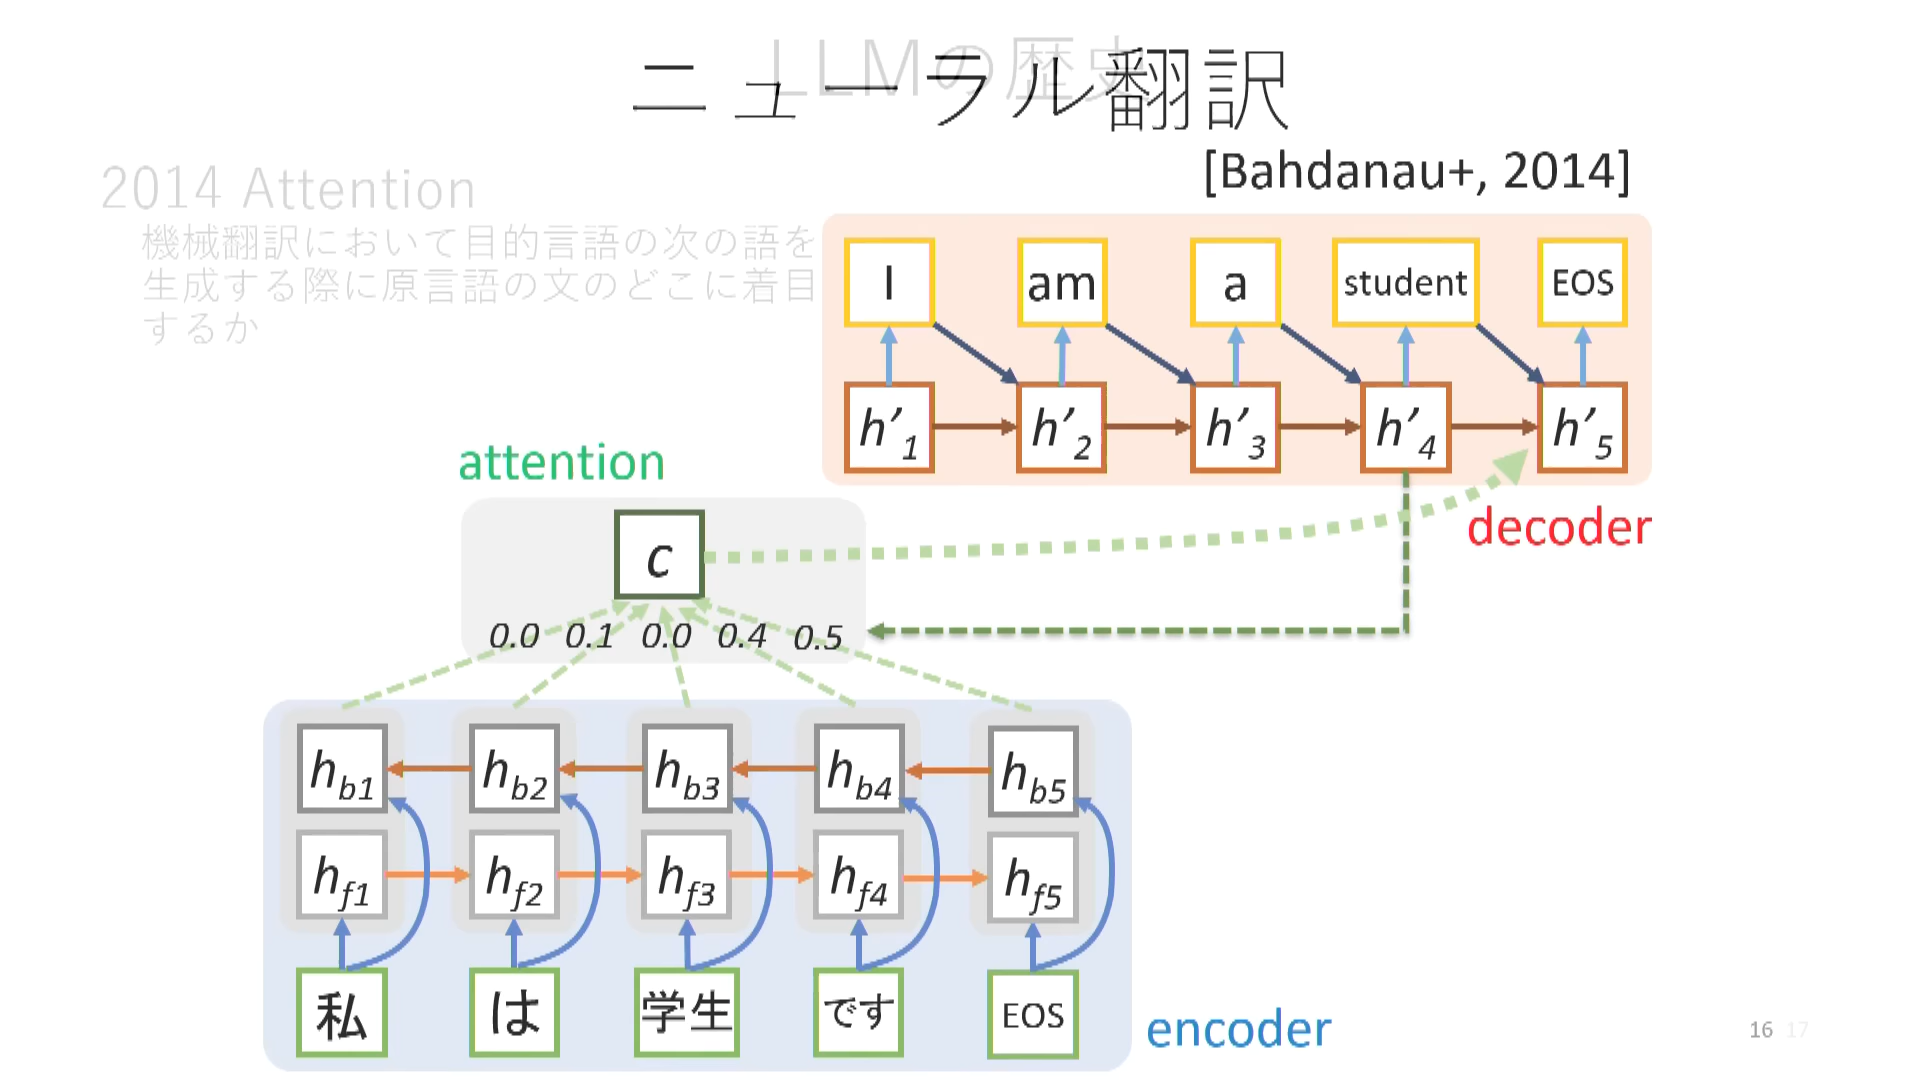 LLMの歴史
ニューラル翻訳
[Bahdanau+, 2014]
2014 Attention
機械翻訳において目的言語の次の語を
生成する際に原言語の文のどこに着目
するか
I am a student EOS
h'1 h'2 h'3 h'4 h'5
attention
decoder
c
0.0 0.1 0.0 0.4 0.5
hb1 hb2 hb3 hb4 hb5
hf1 hf2 hf3 hf4 hf5
私 は 学生 です EOS
encoder
16 17